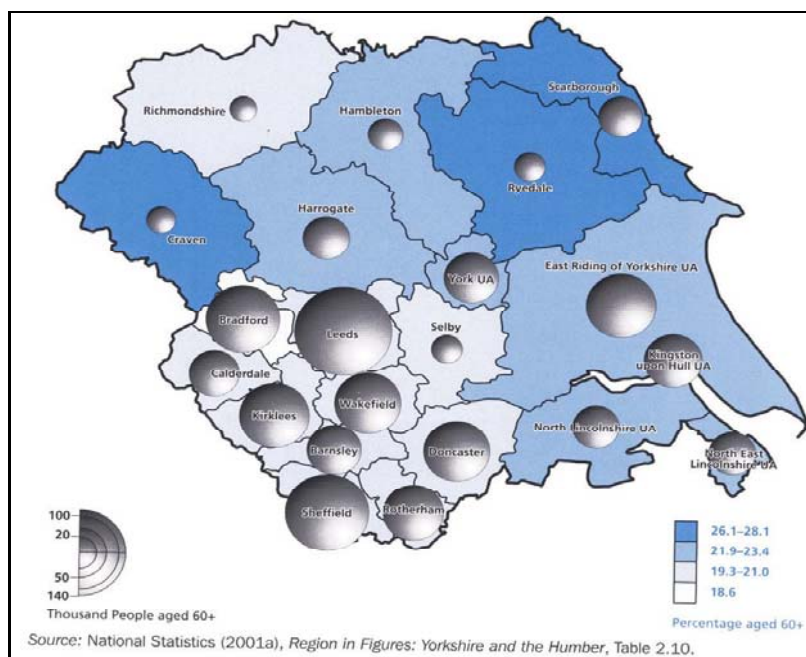 Scarborough
Richmondshire
Hambleton
Ryedale
Harrogate
Craven
York UA
East Riding of Yorkshire UA
Bradford
Leeds
Selby
Kingston
upon Hull UA
Calderdale
Wakefield
Kirklees
North Lincolnshire UA
Barnsley
Doncaster
North East
Lincolnshire UA
Sheffield
Rotherham
100
20
50
140
Thousand People aged 60+
26.1–28.1
21.9–23.4
19.3–21.0
18.6
Percentage aged 60+
Source: National Statistics (2001a), Region in Figures: Yorkshire and the Humber, Table 2.10.